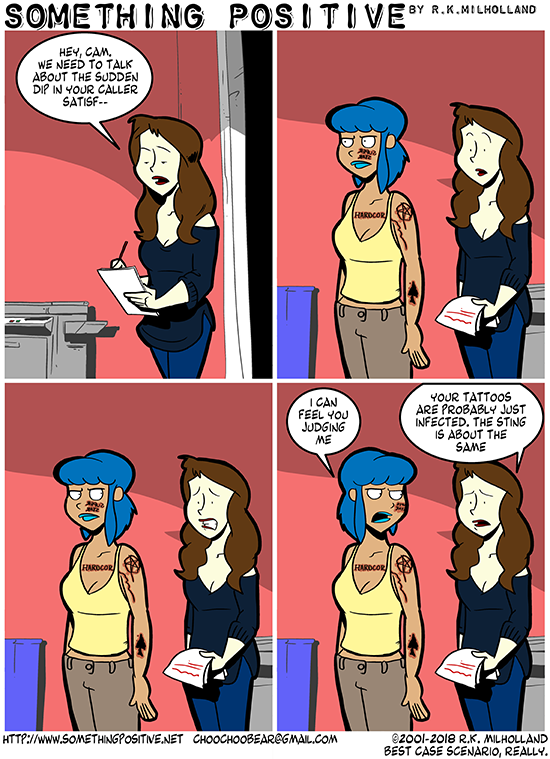 SOMETHING POSITIVE BY R.K.MILHOLLAND
HEY, CAM.
WE NEED TO TALK
ABOUT THE SUDDEN
DIP IN YOUR CALLER
SATISF--
HARDCOR
HARDCOR
I CAN
FEEL YOU
JUDGING
ME
YOUR TATTOOS
ARE PROBABLY JUST
INFECTED. THE STING
IS ABOUT THE
SAME
HARDCOR
HTTP://WWW.SOMETHINGPOSITIVE.NET CHOOCHOOBEAR@GMAIL.COM
©2001-2018 R.K. MILHOLLAND
BEST CASE SCENARIO, REALLY.